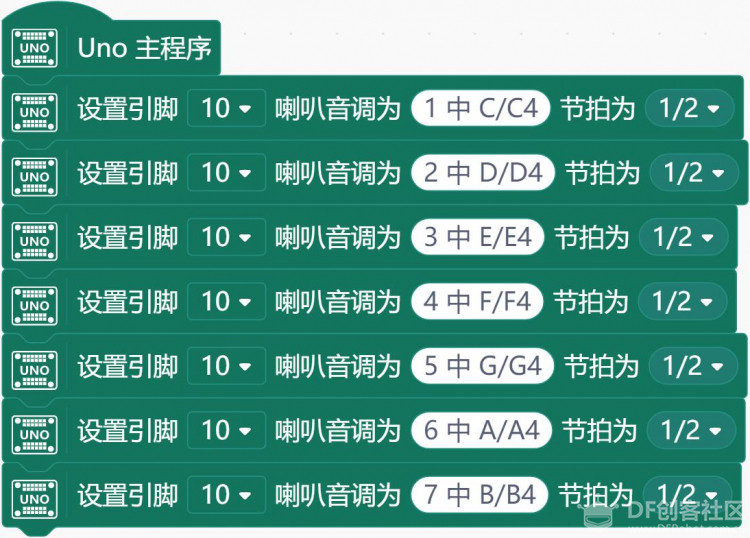 UNO Uno 主程序
UNO 设置引脚 10 喇叭音调为 1 中 C/C4 节拍为 1/2
UNO 设置引脚 10 喇叭音调为 2 中 D/D4 节拍为 1/2
UNO 设置引脚 10 喇叭音调为 3 中 E/E4 节拍为 1/2
UNO 设置引脚 10 喇叭音调为 4 中 F/F4 节拍为 1/2
UNO 设置引脚 10 喇叭音调为 5 中 G/G4 节拍为 1/2
UNO 设置引脚 10 喇叭音调为 6 中 A/A4 节拍为 1/2
UNO 设置引脚 10 喇叭音调为 7 中 B/B4 节拍为 1/2
DF创客社区